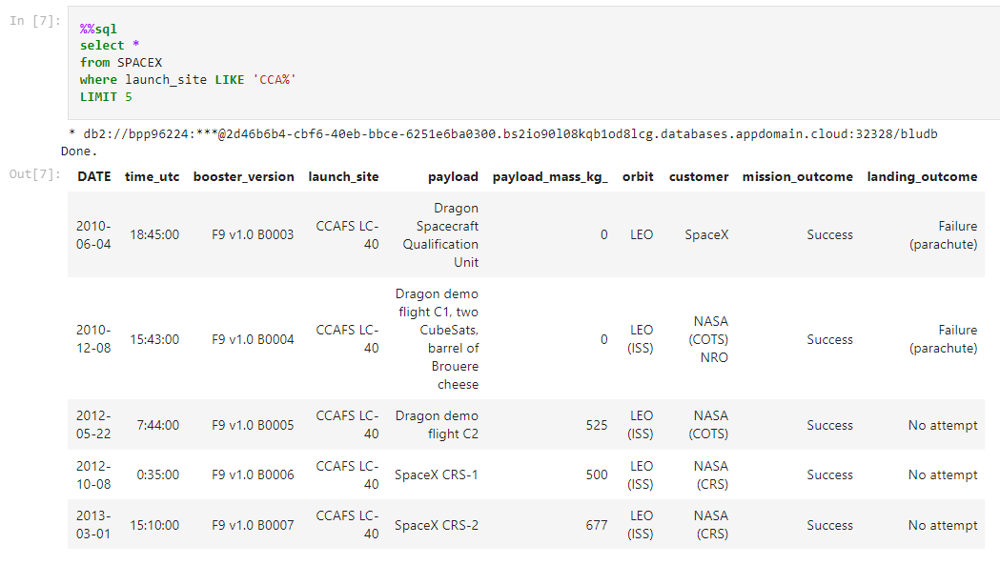 In [7]:
%%sql
select *
from SPACEX
where launch_site LIKE 'CCA%'
LIMIT 5
* db2://bpp96224:***@2d46b6b4-cbf6-40eb-bbce-6251e6ba0300.bs2io90l08kqb1od8lcg.databases.appdomain.cloud:32328/bludb
Done.
Out[7]:
DATE time_utc booster_version launch_site payload payload_mass_kg_ orbit customer mission_outcome landing_outcome
2010-
06-04
18:45:00
F9 v1.0 B0003
CCAFS LC-
40
Dragon
Spacecraft
Qualification
Unit
0
LEO
SpaceX
Success
Failure
(parachute)
2010-
12-08
15:43:00
F9 v1.0 B0004
CCAFS LC-
40
Dragon demo
flight C1, two
CubeSats,
barrel of
Brouere
cheese
0
LEO
(ISS)
NASA
(COTS)
NRO
Success
Failure
(parachute)
2012-
05-22
7:44:00
F9 v1.0 B0005
CCAFS LC-
40
Dragon demo
flight C2
525
LEO
(ISS)
NASA
(COTS)
Success
No attempt
2012-
10-08
0:35:00
F9 v1.0 B0006
CCAFS LC-
40
SpaceX CRS-1
500
LEO
(ISS)
NASA
(CRS)
Success
No attempt
2013-
03-01
15:10:00
F9 v1.0 B0007
CCAFS LC-
40
SpaceX CRS-2
677
LEO
(ISS)
NASA
(CRS)
Success
No attempt